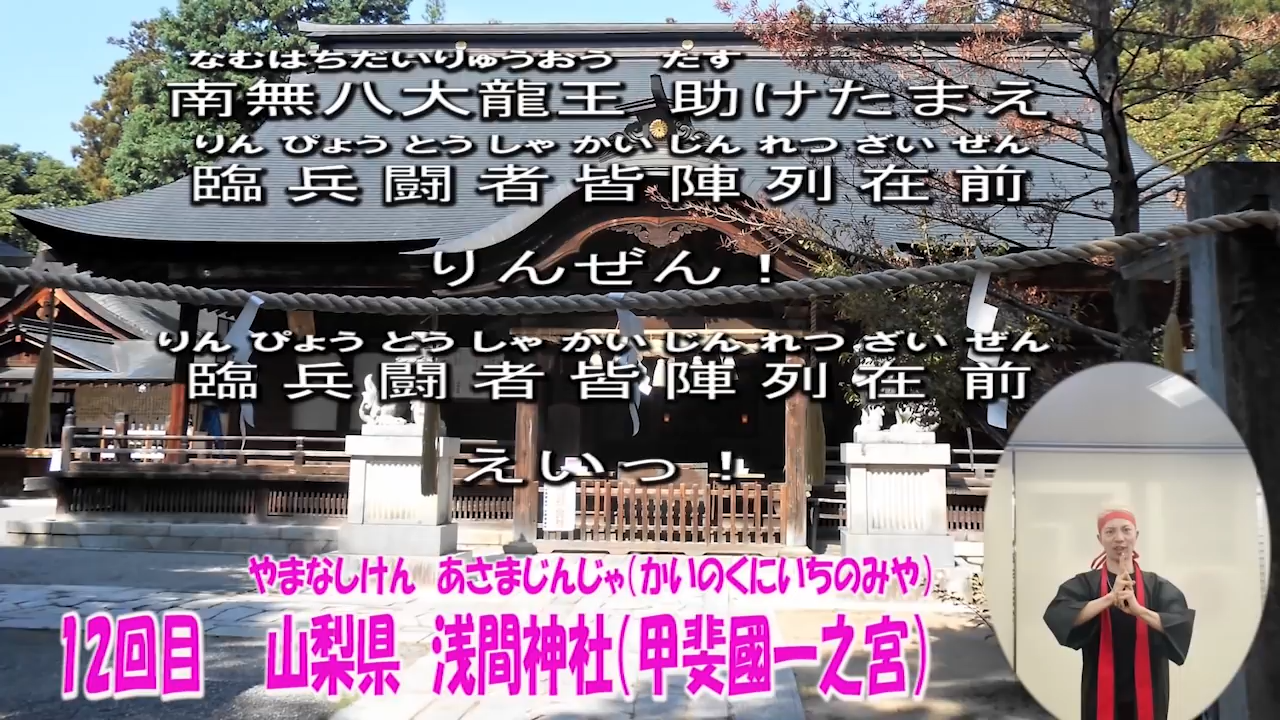 なむはちだいりゅうおう たす
南無八大龍王 助けたまえ
りん ぴょう とう しゃ かい じん れつ ざい ぜん
臨兵闘者皆陣列在前
りんぜん！
りん ぴょう とう しゃ かい じん れつ ざい ぜん
臨兵闘者皆陣列在前
えいっ！
やまなしけん あさまじんじゃ(かいのくにいちのみや)
12回目 山梨県 浅間神社(甲斐國一之宮)